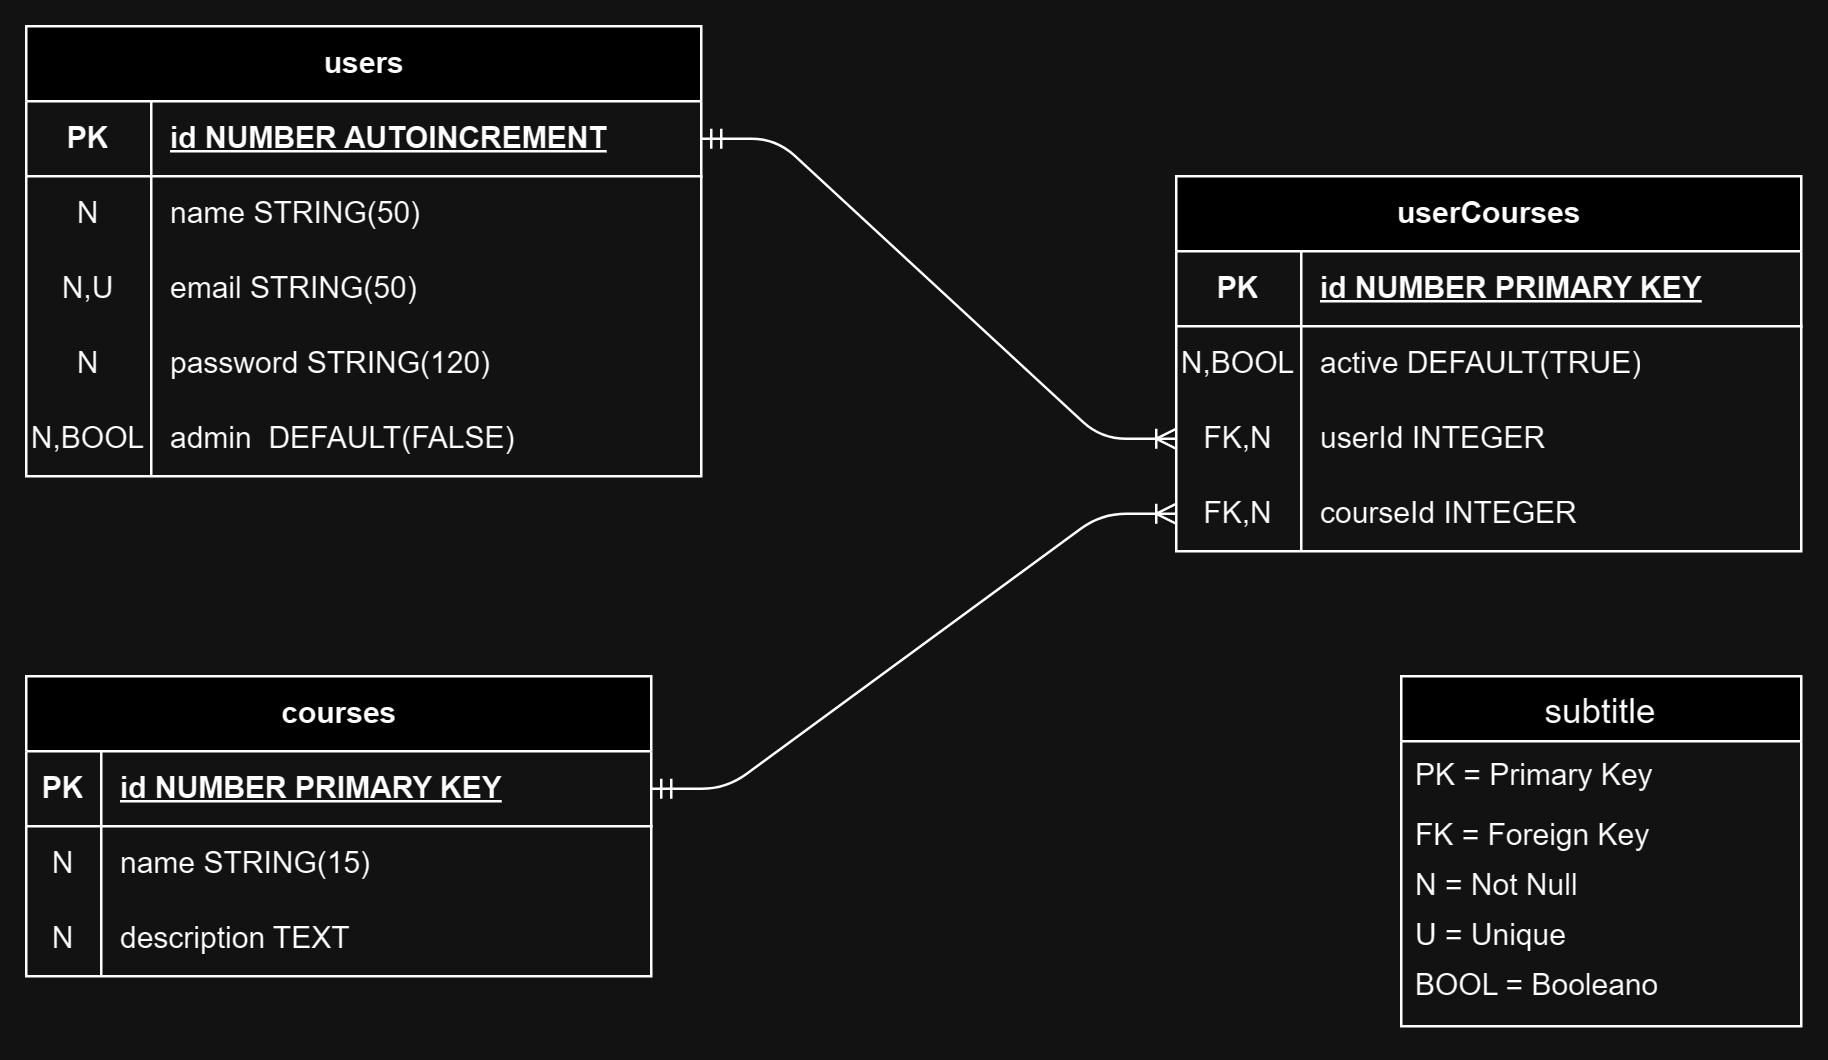 users
PK id NUMBER AUTOINCREMENT
N name STRING(50)
N,U email STRING(50)
N password STRING(120)
N,BOOL admin  DEFAULT(FALSE)
userCourses
PK id NUMBER PRIMARY KEY
N,BOOL active DEFAULT(TRUE)
FK,N userId INTEGER
FK,N courseId INTEGER
courses
PK id NUMBER PRIMARY KEY
N name STRING(15)
N description TEXT
subtitle
PK = Primary Key
FK = Foreign Key
N = Not Null
U = Unique
BOOL = Booleano